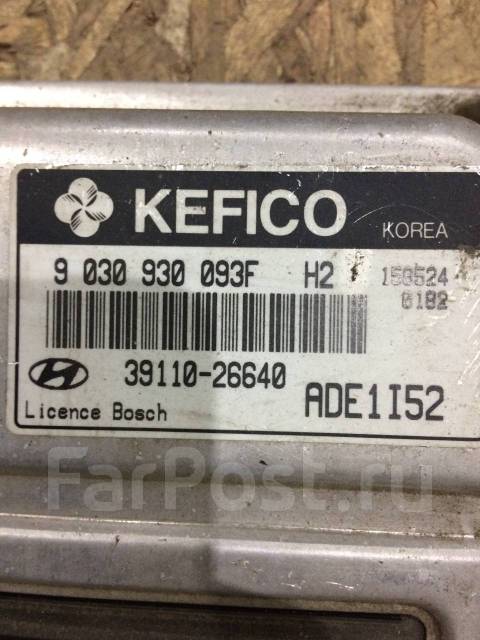 KEFICO KOREA
9 030 930 093F H2 150524
0182
39110-26640 ADE1I52
Licence Bosch
FarPost.ru